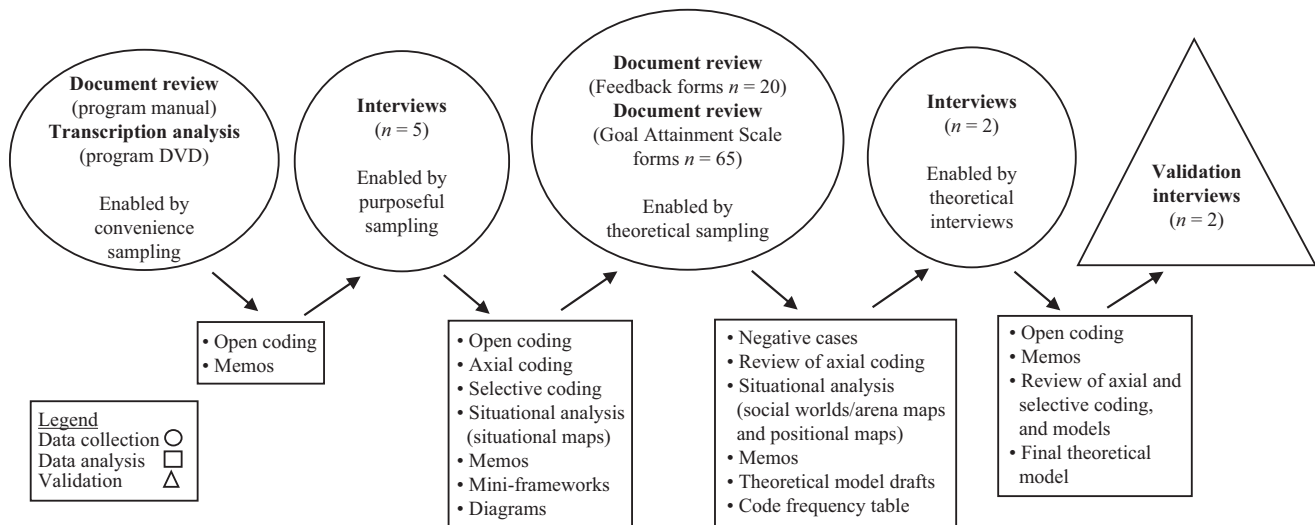 Document review
(program manual)
Transcription analysis
(program DVD)
Enabled by
convenience
sampling
Interviews
(n = 5)
Enabled by
purposeful
sampling
Document review
(Feedback forms n = 20)
Document review
(Goal Attainment Scale
forms n = 65)
Enabled by
theoretical sampling
Interviews
(n = 2)
Enabled by
theoretical
interviews
Validation
interviews
(n = 2)
• Open coding
• Memos
• Open coding
• Axial coding
• Selective coding
• Situational analysis
(situational maps)
• Memos
• Mini-frameworks
• Diagrams
• Negative cases
• Review of axial coding
• Situational analysis
(social worlds/arena maps
and positional maps)
• Memos
• Theoretical model drafts
• Code frequency table
• Open coding
• Memos
• Review of axial and
selective coding,
and models
• Final theoretical
model
Legend
Data collection
Data analysis
Validation